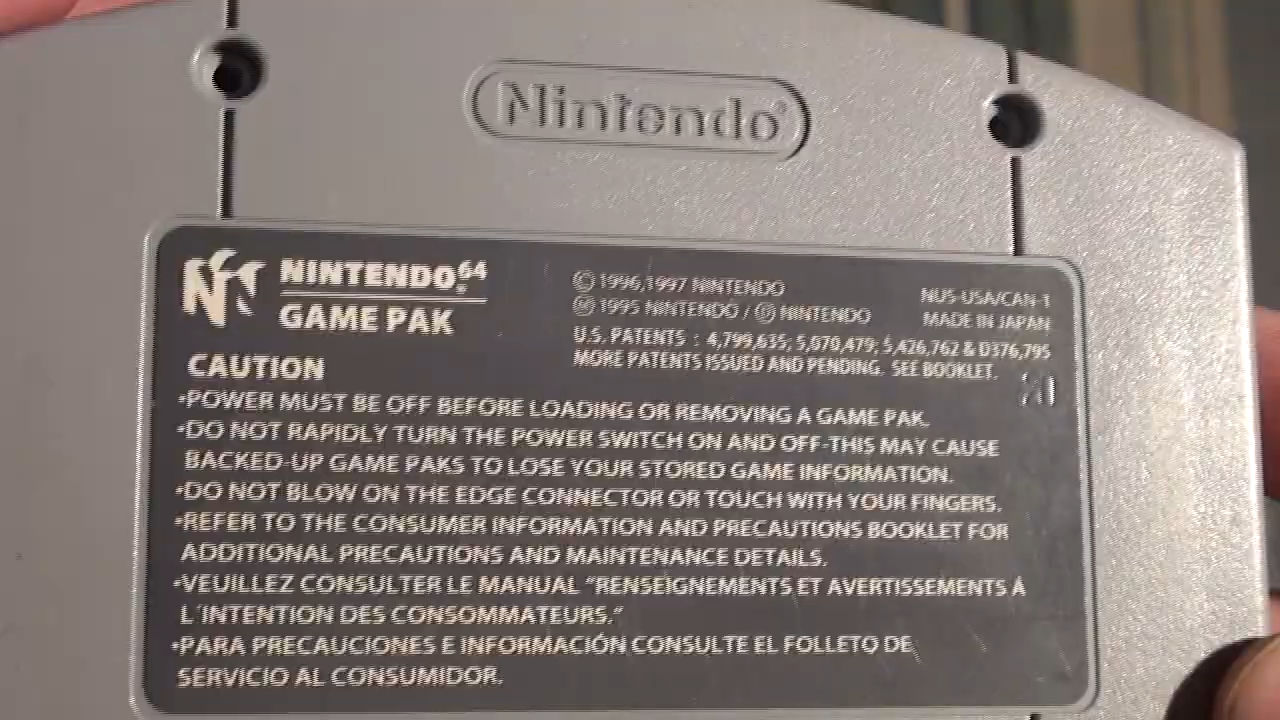 Nintendo®
NINTENDO64®
GAME PAK
© 1996,1997 NINTENDO
Ⓜ 1995 NINTENDO / Ⓓ NINTENDO
U.S. PATENTS : 4,799,635; 5,070,479; 5,426,762 & D376,795
MORE PATENTS ISSUED AND PENDING. SEE BOOKLET.
NUS-USA/CAN-1
MADE IN JAPAN
CAUTION
•POWER MUST BE OFF BEFORE LOADING OR REMOVING A GAME PAK.
•DO NOT RAPIDLY TURN THE POWER SWITCH ON AND OFF-THIS MAY CAUSE
BACKED-UP GAME PAKS TO LOSE YOUR STORED GAME INFORMATION.
•DO NOT BLOW ON THE EDGE CONNECTOR OR TOUCH WITH YOUR FINGERS.
•REFER TO THE CONSUMER INFORMATION AND PRECAUTIONS BOOKLET FOR
ADDITIONAL PRECAUTIONS AND MAINTENANCE DETAILS.
•VEUILLEZ CONSULTER LE MANUAL "RENSEIGNEMENTS ET AVERTISSEMENTS Á
L'INTENTION DES CONSOMMATEURS."
•PARA PRECAUCIONES E INFORMACIÓN CONSULTE EL FOLLETO DE
SERVICIO AL CONSUMIDOR.